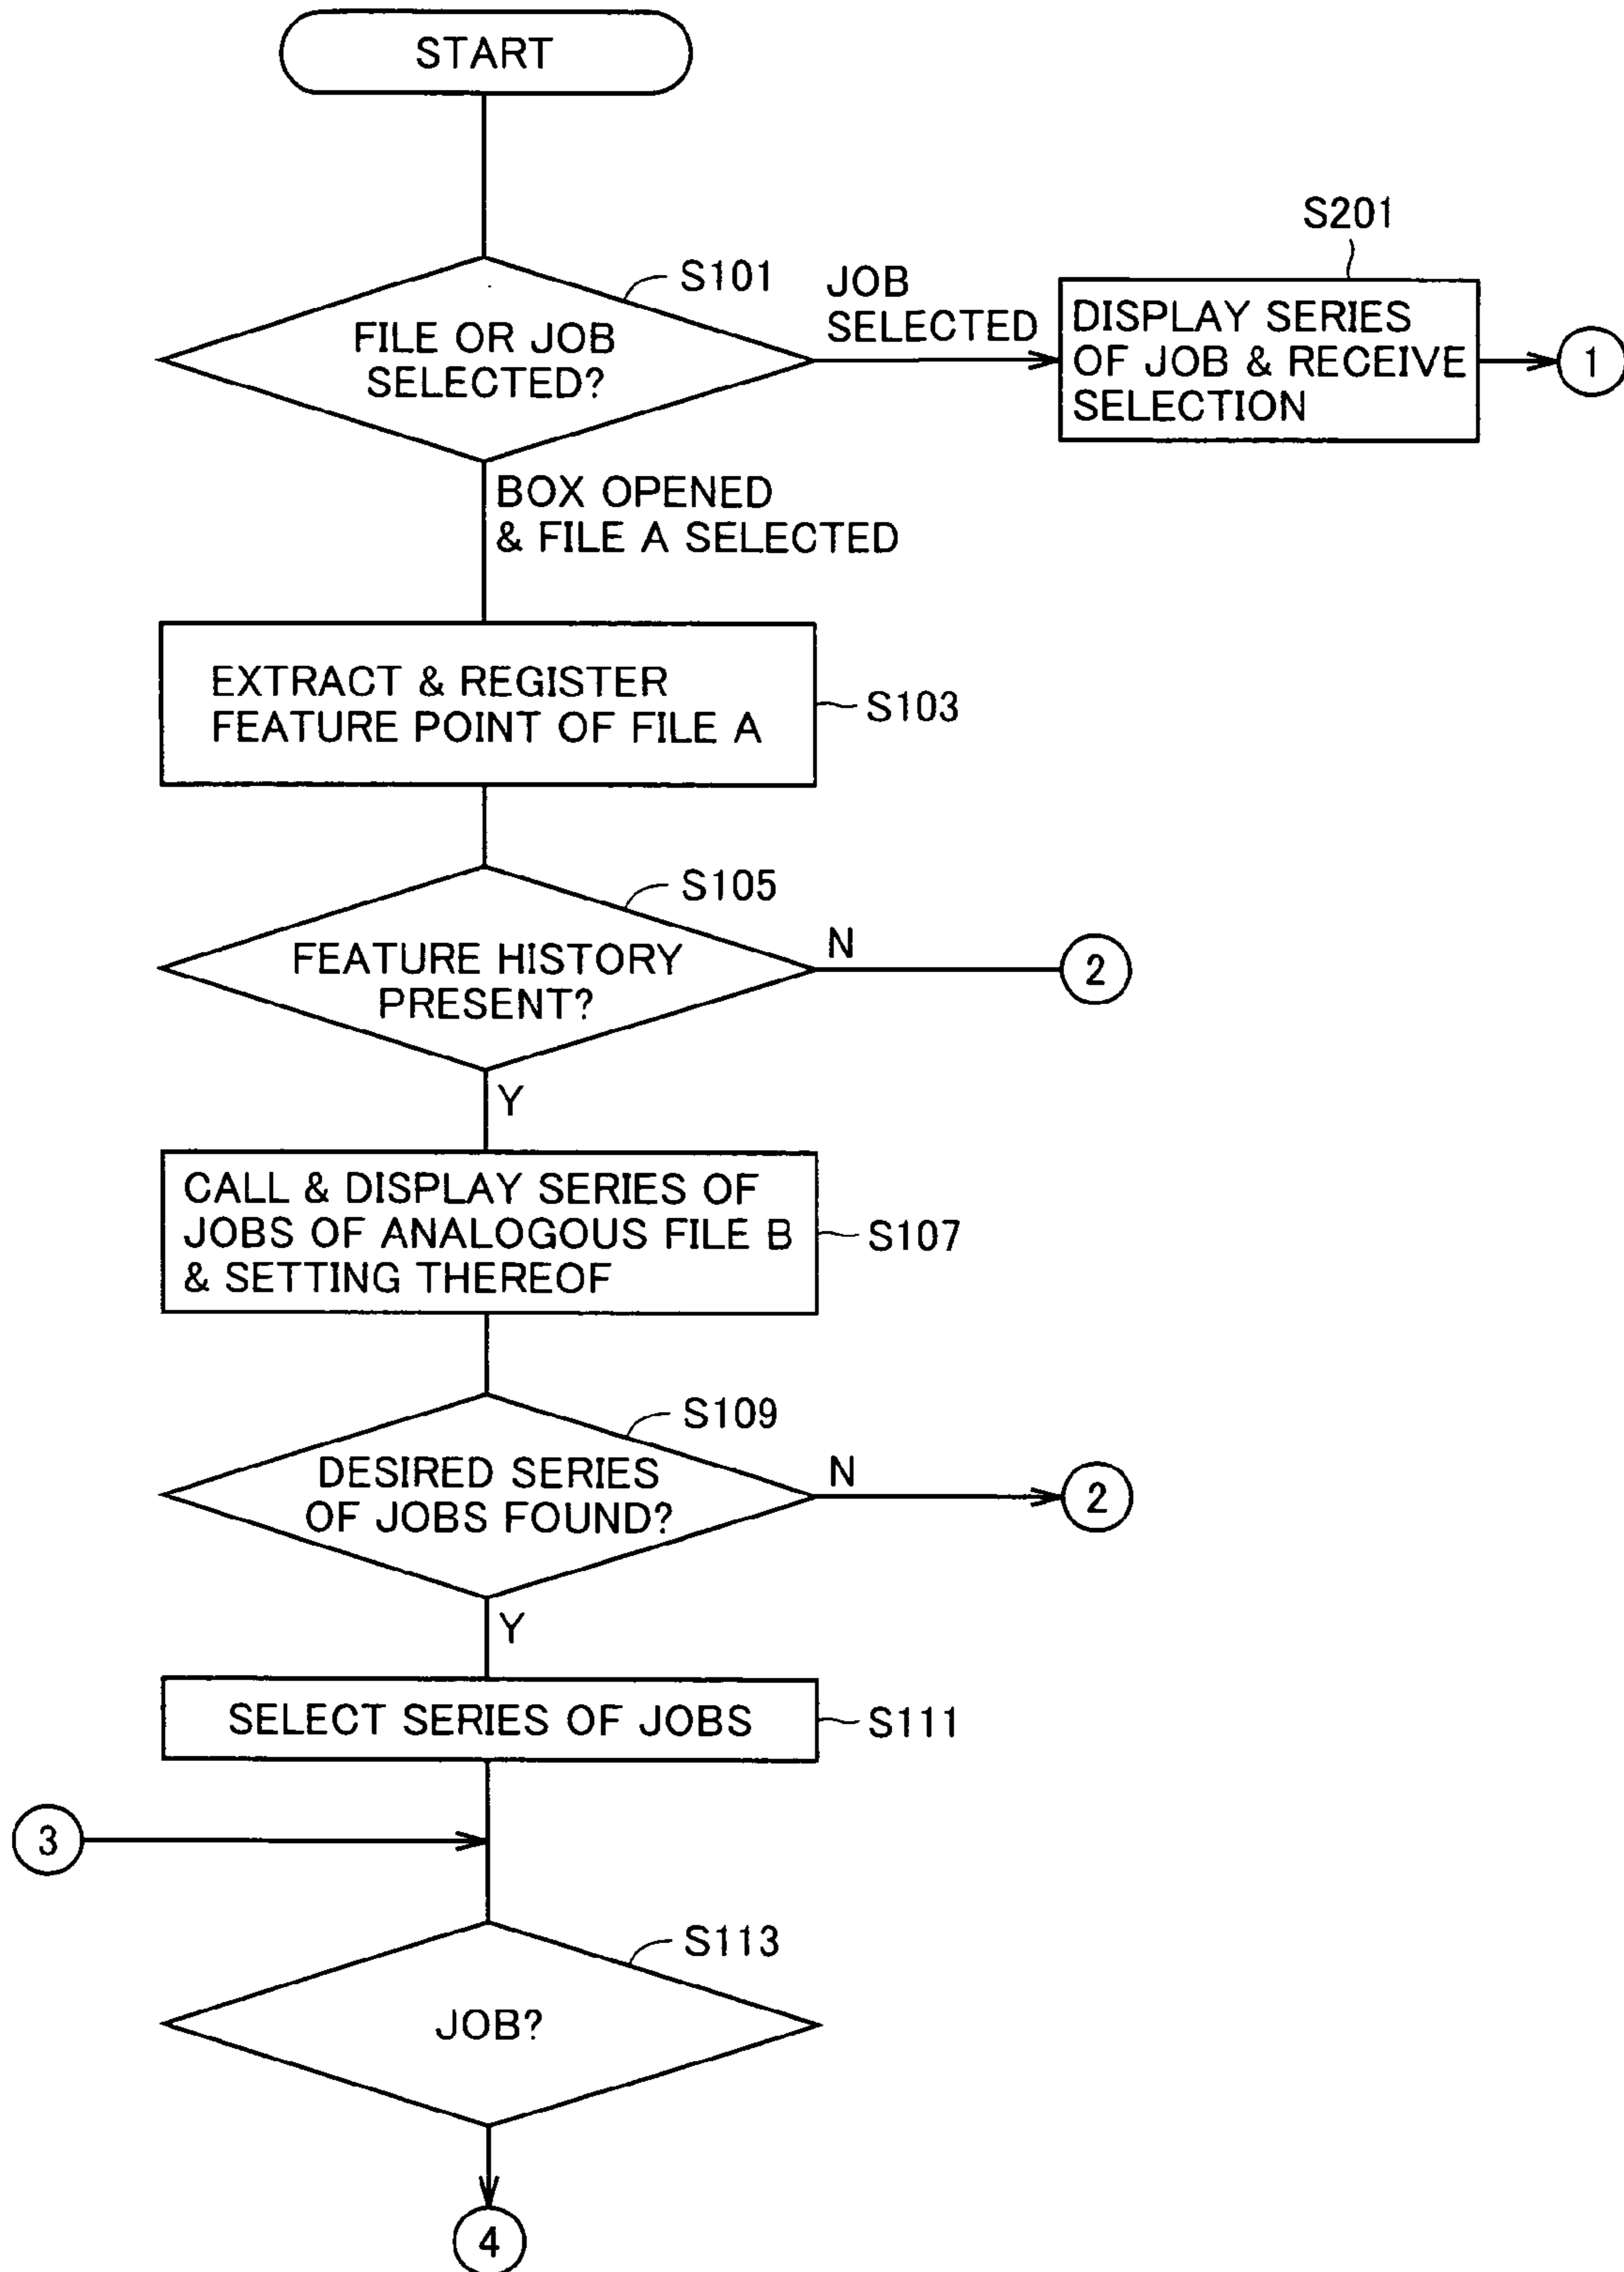 START
S101
FILE OR JOB
SELECTED?
JOB
SELECTED
S201
DISPLAY SERIES
OF JOB & RECEIVE
SELECTION
1
BOX OPENED
& FILE A SELECTED
EXTRACT & REGISTER
FEATURE POINT OF FILE A
S103
S105
FEATURE HISTORY
PRESENT?
N
2
Y
CALL & DISPLAY SERIES OF
JOBS OF ANALOGOUS FILE B
& SETTING THEREOF
S107
S109
DESIRED SERIES
OF JOBS FOUND?
N
2
Y
SELECT SERIES OF JOBS
S111
3
S113
JOB?
4